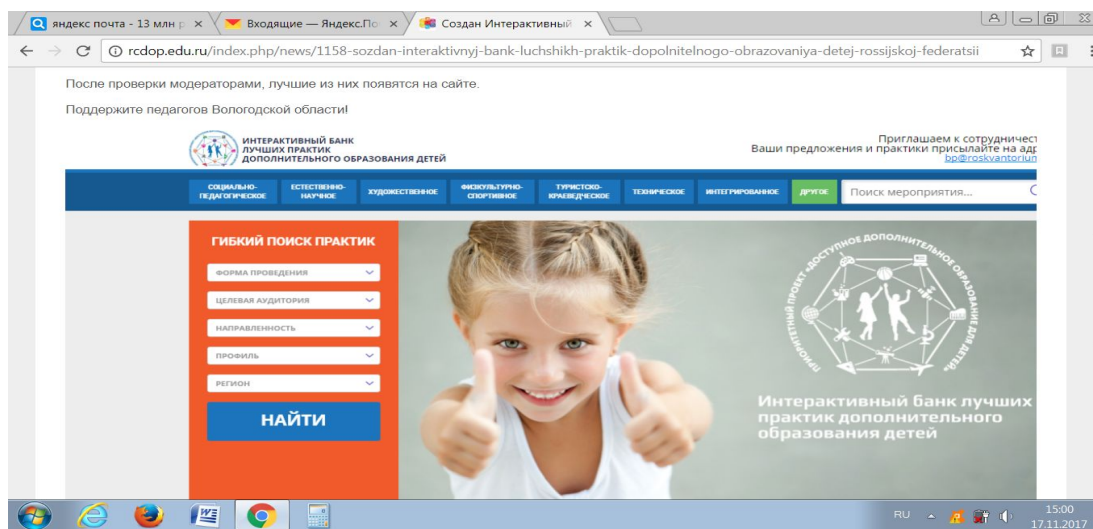 яндекс почта - 13 млн р
Входящие — Яндекс.По
Создан Интерактивный
rcdop.edu.ru/index.php/news/1158-sozdan-interaktivnyj-bank-luchshikh-praktik-dopolnitelnogo-obrazovaniya-detej-rossijskoj-federatsii
После проверки модераторами, лучшие из них появятся на сайте.
Поддержите педагогов Вологодской области!
ИНТЕРАКТИВНЫЙ БАНК
ЛУЧШИХ ПРАКТИК
ДОПОЛНИТЕЛЬНОГО ОБРАЗОВАНИЯ ДЕТЕЙ
Приглашаем к сотрудничест
Ваши предложения и практики присылайте на адр
bp@roskvantorium
СОЦИАЛЬНО-
ПЕДАГОГИЧЕСКОЕ
ЕСТЕСТВЕННО-
НАУЧНОЕ
ХУДОЖЕСТВЕННОЕ
ФИЗКУЛЬТУРНО-
СПОРТИВНОЕ
ТУРИСТСКО-
КРАЕВЕДЧЕСКОЕ
ТЕХНИЧЕСКОЕ
ИНТЕГРИРОВАННОЕ
ДРУГОЕ
Поиск мероприятия...
ГИБКИЙ ПОИСК ПРАКТИК
ФОРМА ПРОВЕДЕНИЯ
ЦЕЛЕВАЯ АУДИТОРИЯ
НАПРАВЛЕННОСТЬ
ПРОФИЛЬ
РЕГИОН
НАЙТИ
ПРИОРИТЕТНЫЙ ПРОЕКТ «ДОСТУПНОЕ ДОПОЛНИТЕЛЬНОЕ ОБРАЗОВАНИЕ ДЛЯ ДЕТЕЙ»
Интерактивный банк лучших
практик дополнительного
образования детей
RU
15:00
17.11.2017